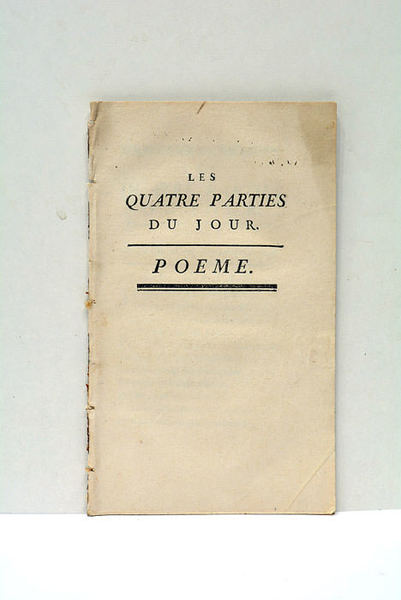 LES
QUATRE PARTIES
DU JOUR.
POEME.